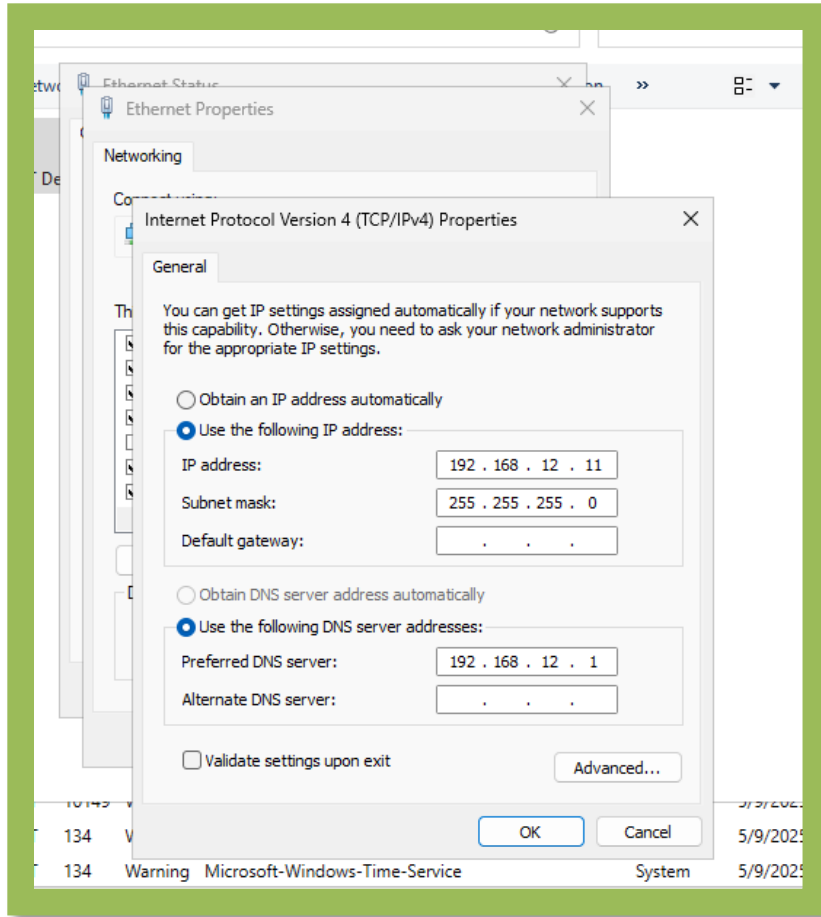 Ethernet Status
Ethernet Properties
Networking
Internet Protocol Version 4 (TCP/IPv4) Properties
General
You can get IP settings assigned automatically if your network supports
this capability. Otherwise, you need to ask your network administrator
for the appropriate IP settings.
Obtain an IP address automatically
Use the following IP address:
IP address: 192 . 168 . 12 . 11
Subnet mask: 255 . 255 . 255 . 0
Default gateway: . . .
Obtain DNS server address automatically
Use the following DNS server addresses:
Preferred DNS server: 192 . 168 . 12 . 1
Alternate DNS server: . . .
Validate settings upon exit
Advanced...
OK Cancel
134 5/9/2025
134 Warning Microsoft-Windows-Time-Service System 5/9/2025